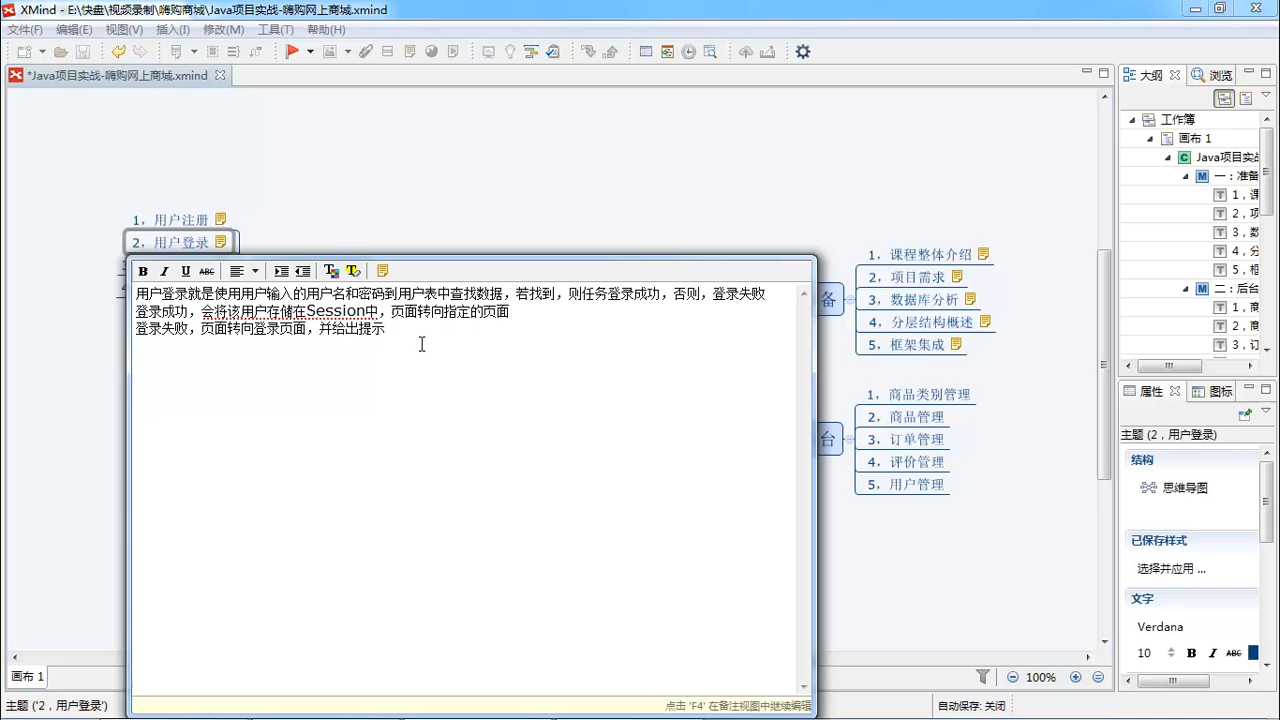 XMind - E:\快盘\视频录制\嗨购商城\Java项目实战-嗨购网上商城.xmind
文件(F) 编辑(E) 视图(V) 插入(I) 修改(M) 工具(T) 帮助(H)
*Java项目实战-嗨购网上商城.xmind
大纲 浏览
工作簿
画布 1
Java项目实战
一：准备
1，课
2，项
3，数
4，分
5，框
二：后台
1，商
2，商
3，订
1，用户注册
2，用户登录
用户登录就是使用用户输入的用户名和密码到用户表中查找数据，若找到，则任务登录成功，否则，登录失败
登录成功，会将该用户存储在Session中，页面转向指定的页面
登录失败，页面转向登录页面，并给出提示
备
1，课程整体介绍
2，项目需求
3，数据库分析
4，分层结构概述
5，框架集成
台
1，商品类别管理
2，商品管理
3，订单管理
4，评价管理
5，用户管理
属性 图标
主题 (2，用户登录)
结构
思维导图
已保存样式
选择并应用 ...
文字
Verdana
10 B I ABC
点击 'F4' 在备注视图中继续编辑
画布 1
100%
主题 ('2，用户登录')
自动保存: 关闭